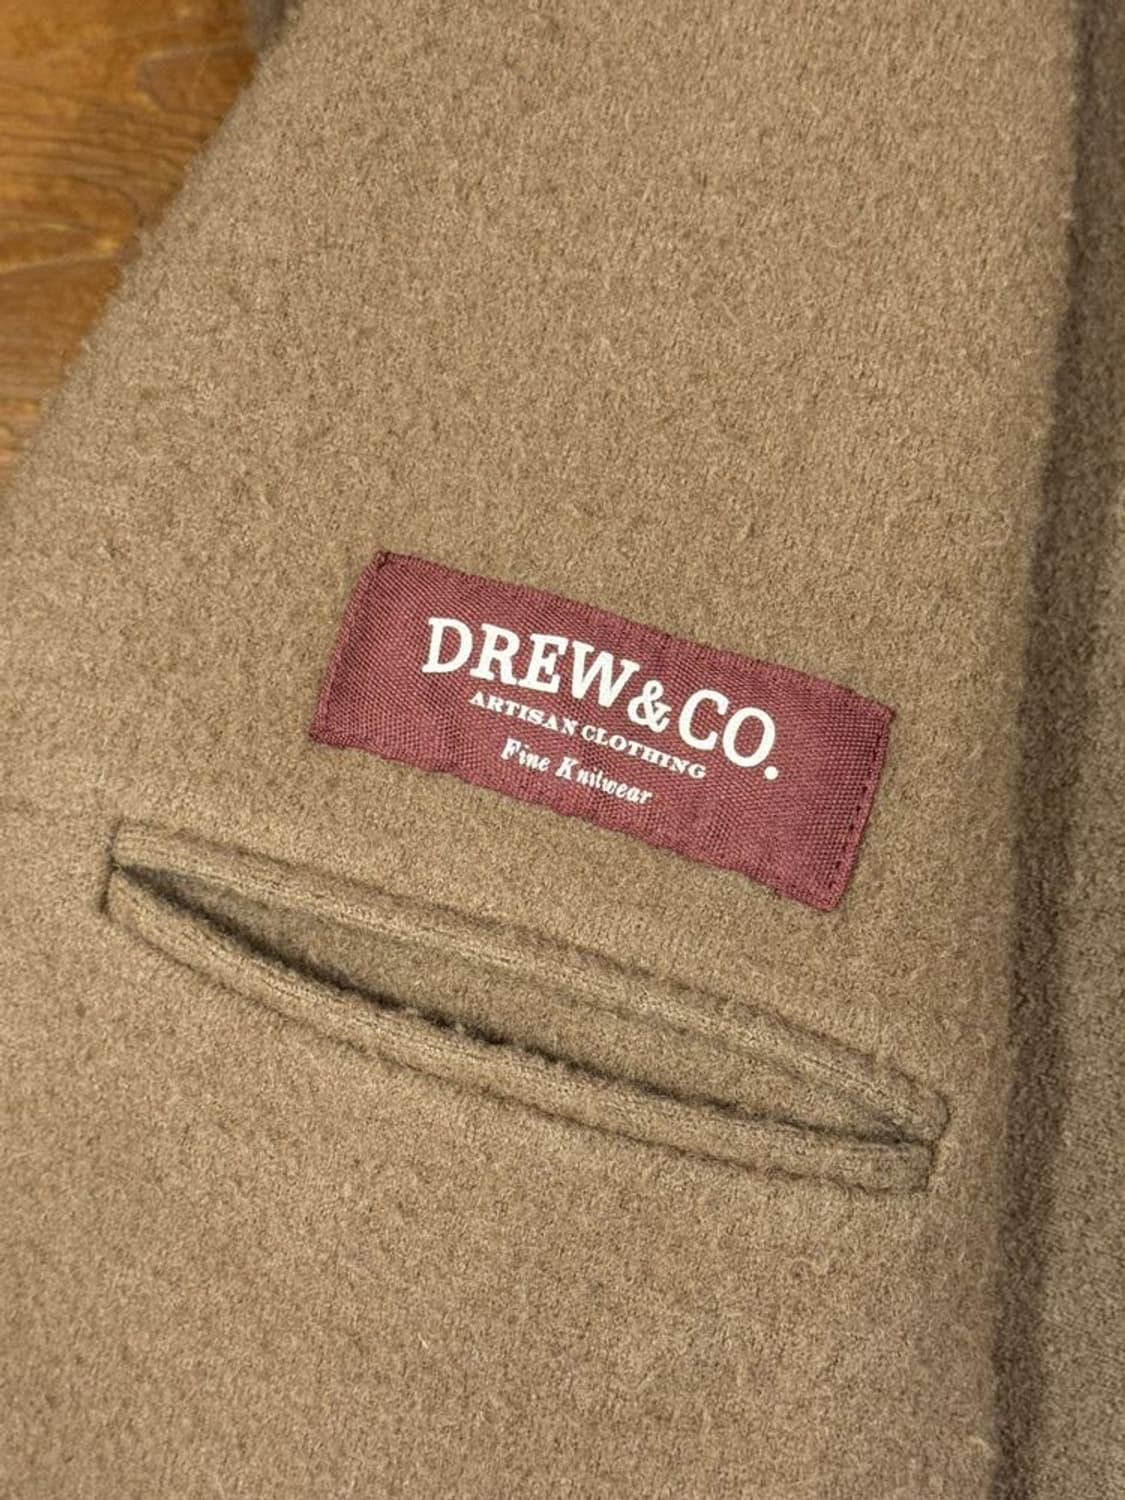 DREW & CO.
ARTISAN CLOTHING
Fine Knitwear